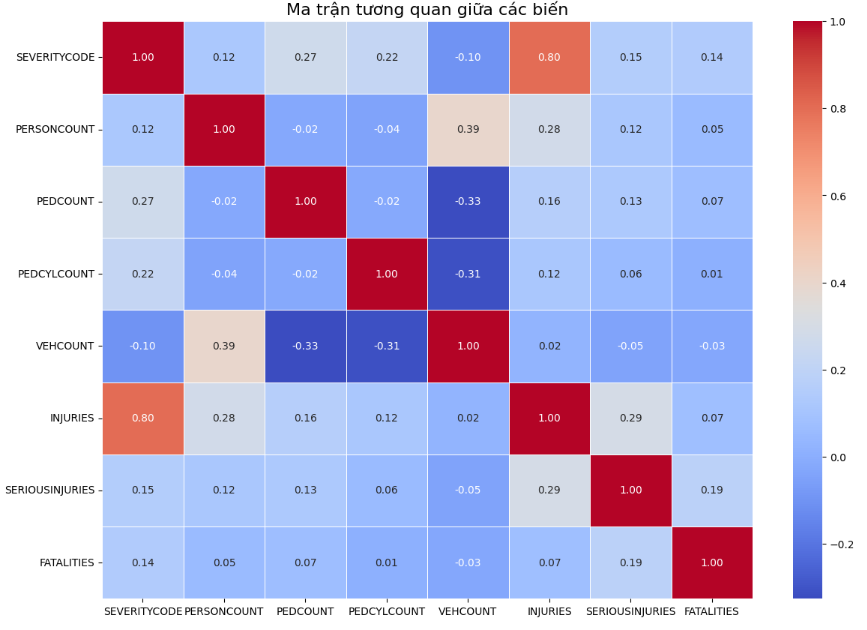 Ma trận tương quan giữa các biến
SEVERITYCODE 1.00 0.12 0.27 0.22 -0.10 0.80 0.15 0.14
PERSONCOUNT 0.12 1.00 -0.02 -0.04 0.39 0.28 0.12 0.05
PEDCOUNT 0.27 -0.02 1.00 -0.02 -0.33 0.16 0.13 0.07
PEDCYLCOUNT 0.22 -0.04 -0.02 1.00 -0.31 0.12 0.06 0.01
VEHCOUNT -0.10 0.39 -0.33 -0.31 1.00 0.02 -0.05 -0.03
INJURIES 0.80 0.28 0.16 0.12 0.02 1.00 0.29 0.07
SERIOUSINJURIES 0.15 0.12 0.13 0.06 -0.05 0.29 1.00 0.19
FATALITIES 0.14 0.05 0.07 0.01 -0.03 0.07 0.19 1.00
SEVERITYCODE PERSONCOUNT PEDCOUNT PEDCYLCOUNT VEHCOUNT INJURIES SERIOUSINJURIES FATALITIES
1.0
0.8
0.6
0.4
0.2
0.0
−0.2